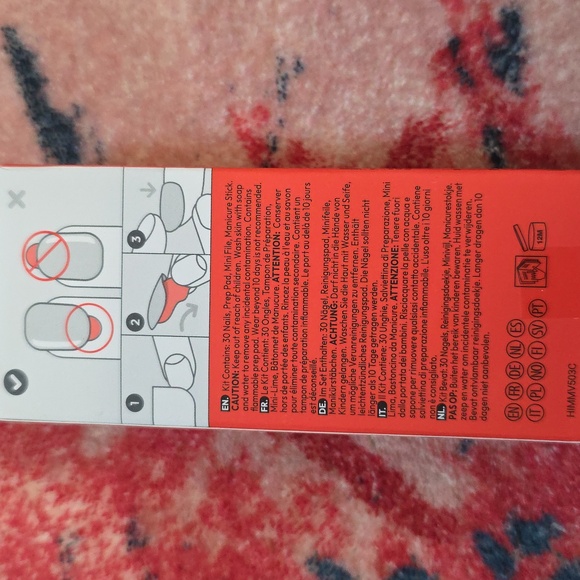 1
2
3
EN. Kit Contains: 30 Nails, Prep Pad, Mini File, Manicure Stick.
CAUTION: Keep out of reach of children. Wash skin with soap
and water to remove any incidental contamination. Contains
flammable prep pad. Wear beyond 10 days is not recommended.
FR. Le Kit Contient: 30 Ongles, Tampon de Préparation,
Mini-Lime, Bâtonnet de Manucure. ATTENTION: Conserver
hors de portée des enfants. Rincez la peau à l'eau et au savon
pour éliminer toute contamination secondaire. Contient un
tampon de préparation inflammable. Le port au delà de 10 jours
est déconseillé.
DE. Im Set Enthalten: 30 Nägel, Reinigungspad, Minifeile,
Manikürstäbchen. ACHTUNG: Darf nicht in die Hände von
Kindern gelangen. Waschen Sie die Haut mit Wasser und Seife,
um mögliche Verunreinigungen zu entfernen. Enthält
leichtentzündliches Reinigungspad. Die Nägel sollten nicht
länger als 10 Tage getragen werden.
IT. Il Kit Contiene: 30 Unghie, Salviettina di Preparazione, Mini
Lima, Bastoncino da Manicure. ATTENZIONE: Tenere fuori
dalla portata dei bambini. Risciacquare la pelle con acqua e
sapone per rimuovere qualsiasi contatto accidentale. Contiene
salviettina preparazione infiammabile. L'uso oltre i 10 giorni
non è consigliato.
NL. Kit Bevat: 30 Nagels, Reinigingsdoekje, Minivijl, Manicurestokje.
PAS OP: Buiten het bereik van kinderen bewaren. Huid wassen met
zeep en water om incidentele contaminatie te verwijderen.
Bevat ontvlambaar reinigingsdoekje. Langer dragen dan 10
dagen niet aanbevolen.
EN FR DE NL ES
IT PL NO FI SV PT
12M
HIMMV503C